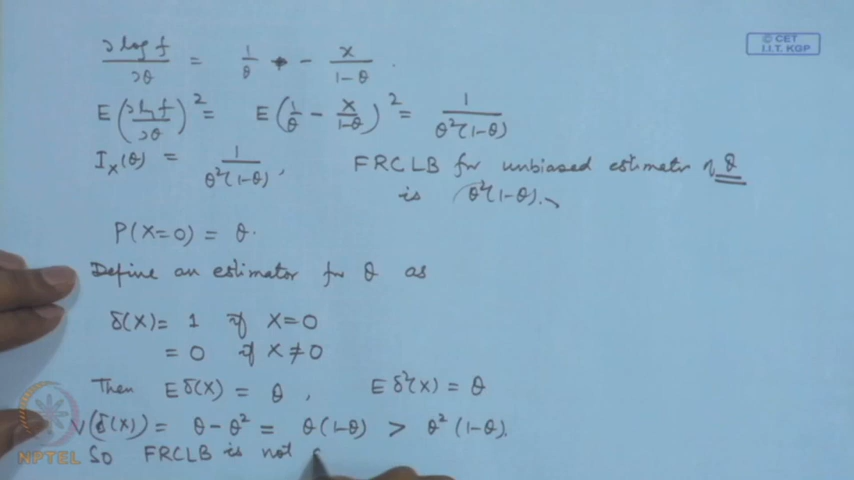 © CET
I.I.T. KGP
∂ log f / ∂θ = 1/θ - x/(1-θ) .
E (∂ log f / ∂θ)² = E (1/θ - X/(1-θ))² = 1/(θ²(1-θ))
I_X(θ) = 1/(θ²(1-θ)) , FRCLB for unbiased estimator of θ
is θ²(1-θ).
P(X=0) = θ.
Define an estimator for θ as
δ(X) = 1 if X=0
= 0 if X≠0
Then E δ(X) = θ , E δ²(X) = θ
V(δ(X)) = θ - θ² = θ(1-θ) > θ²(1-θ).
So FRCLB is not
NPTEL